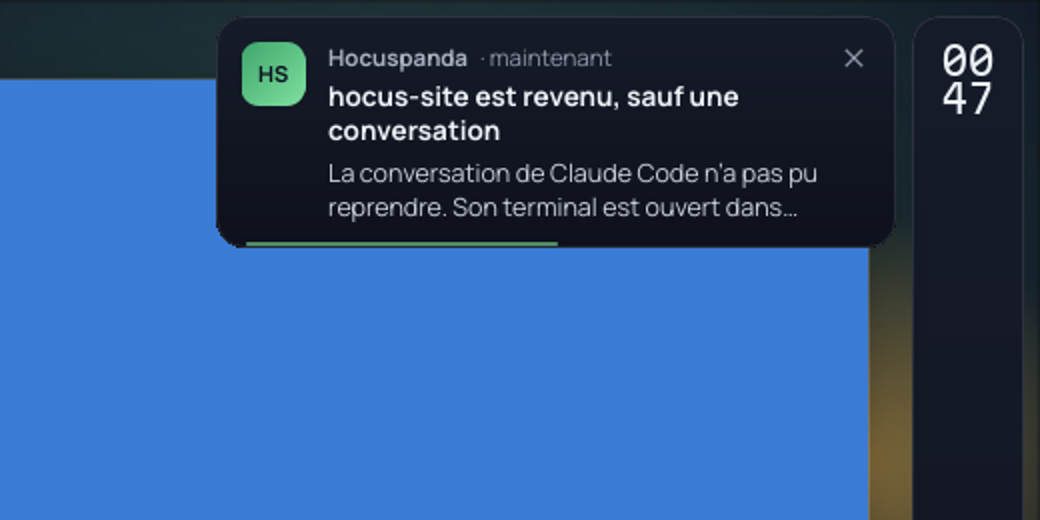 HS
Hocuspanda · maintenant
hocus-site est revenu, sauf une
conversation
La conversation de Claude Code n'a pas pu
reprendre. Son terminal est ouvert dans…
00
47